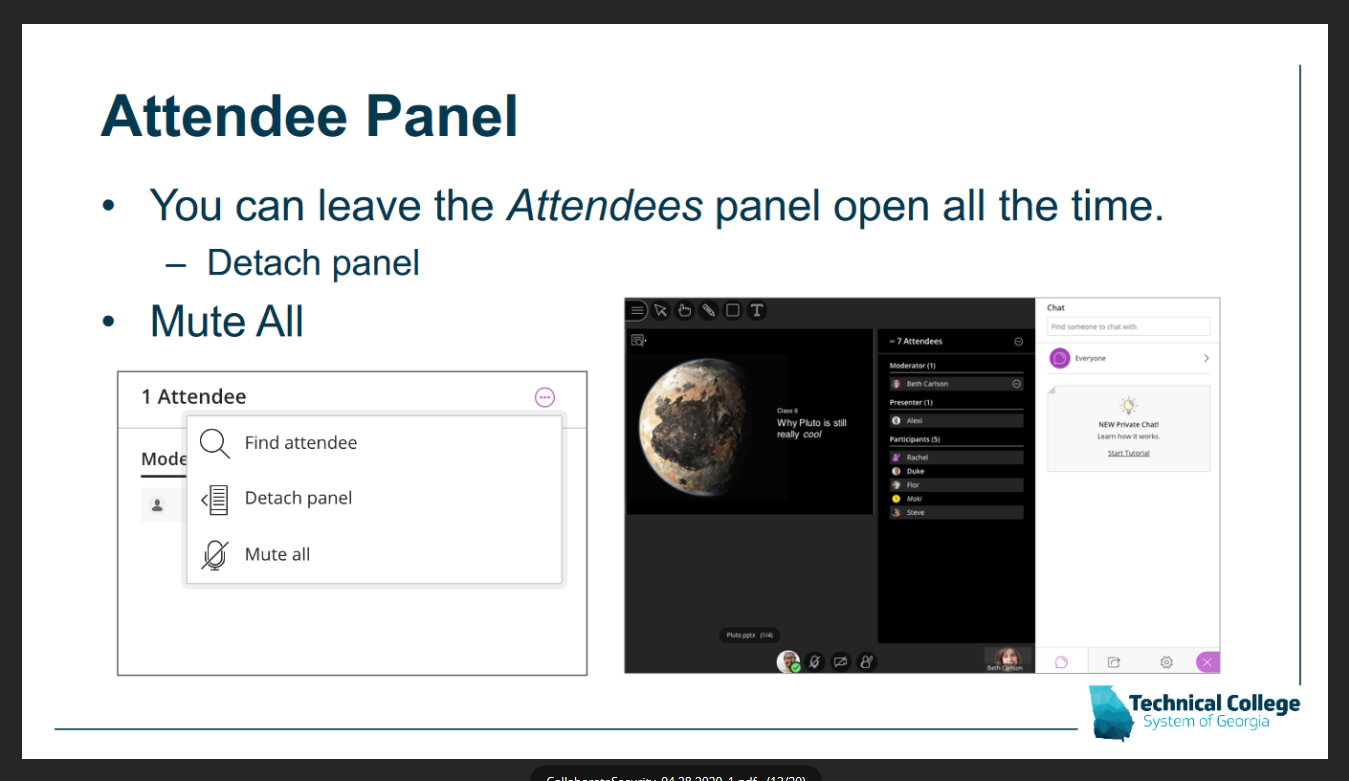 Attendee Panel
• You can leave the Attendees panel open all the time.
– Detach panel
• Mute All
1 Attendee
Find attendee
Mode
Detach panel
Mute all
Class 6
Why Pluto is still
really cool
Pluto.pptx (1/4)
7 Attendees
Moderator (1)
Beth Carlson
Presenter (1)
Alexi
Participants (5)
Rachel
Duke
Flor
Moki
Steve
Beth Carlson
Chat
Find someone to chat with
Everyone
NEW Private Chat!
Learn how it works.
Start Tutorial
Technical College
System of Georgia